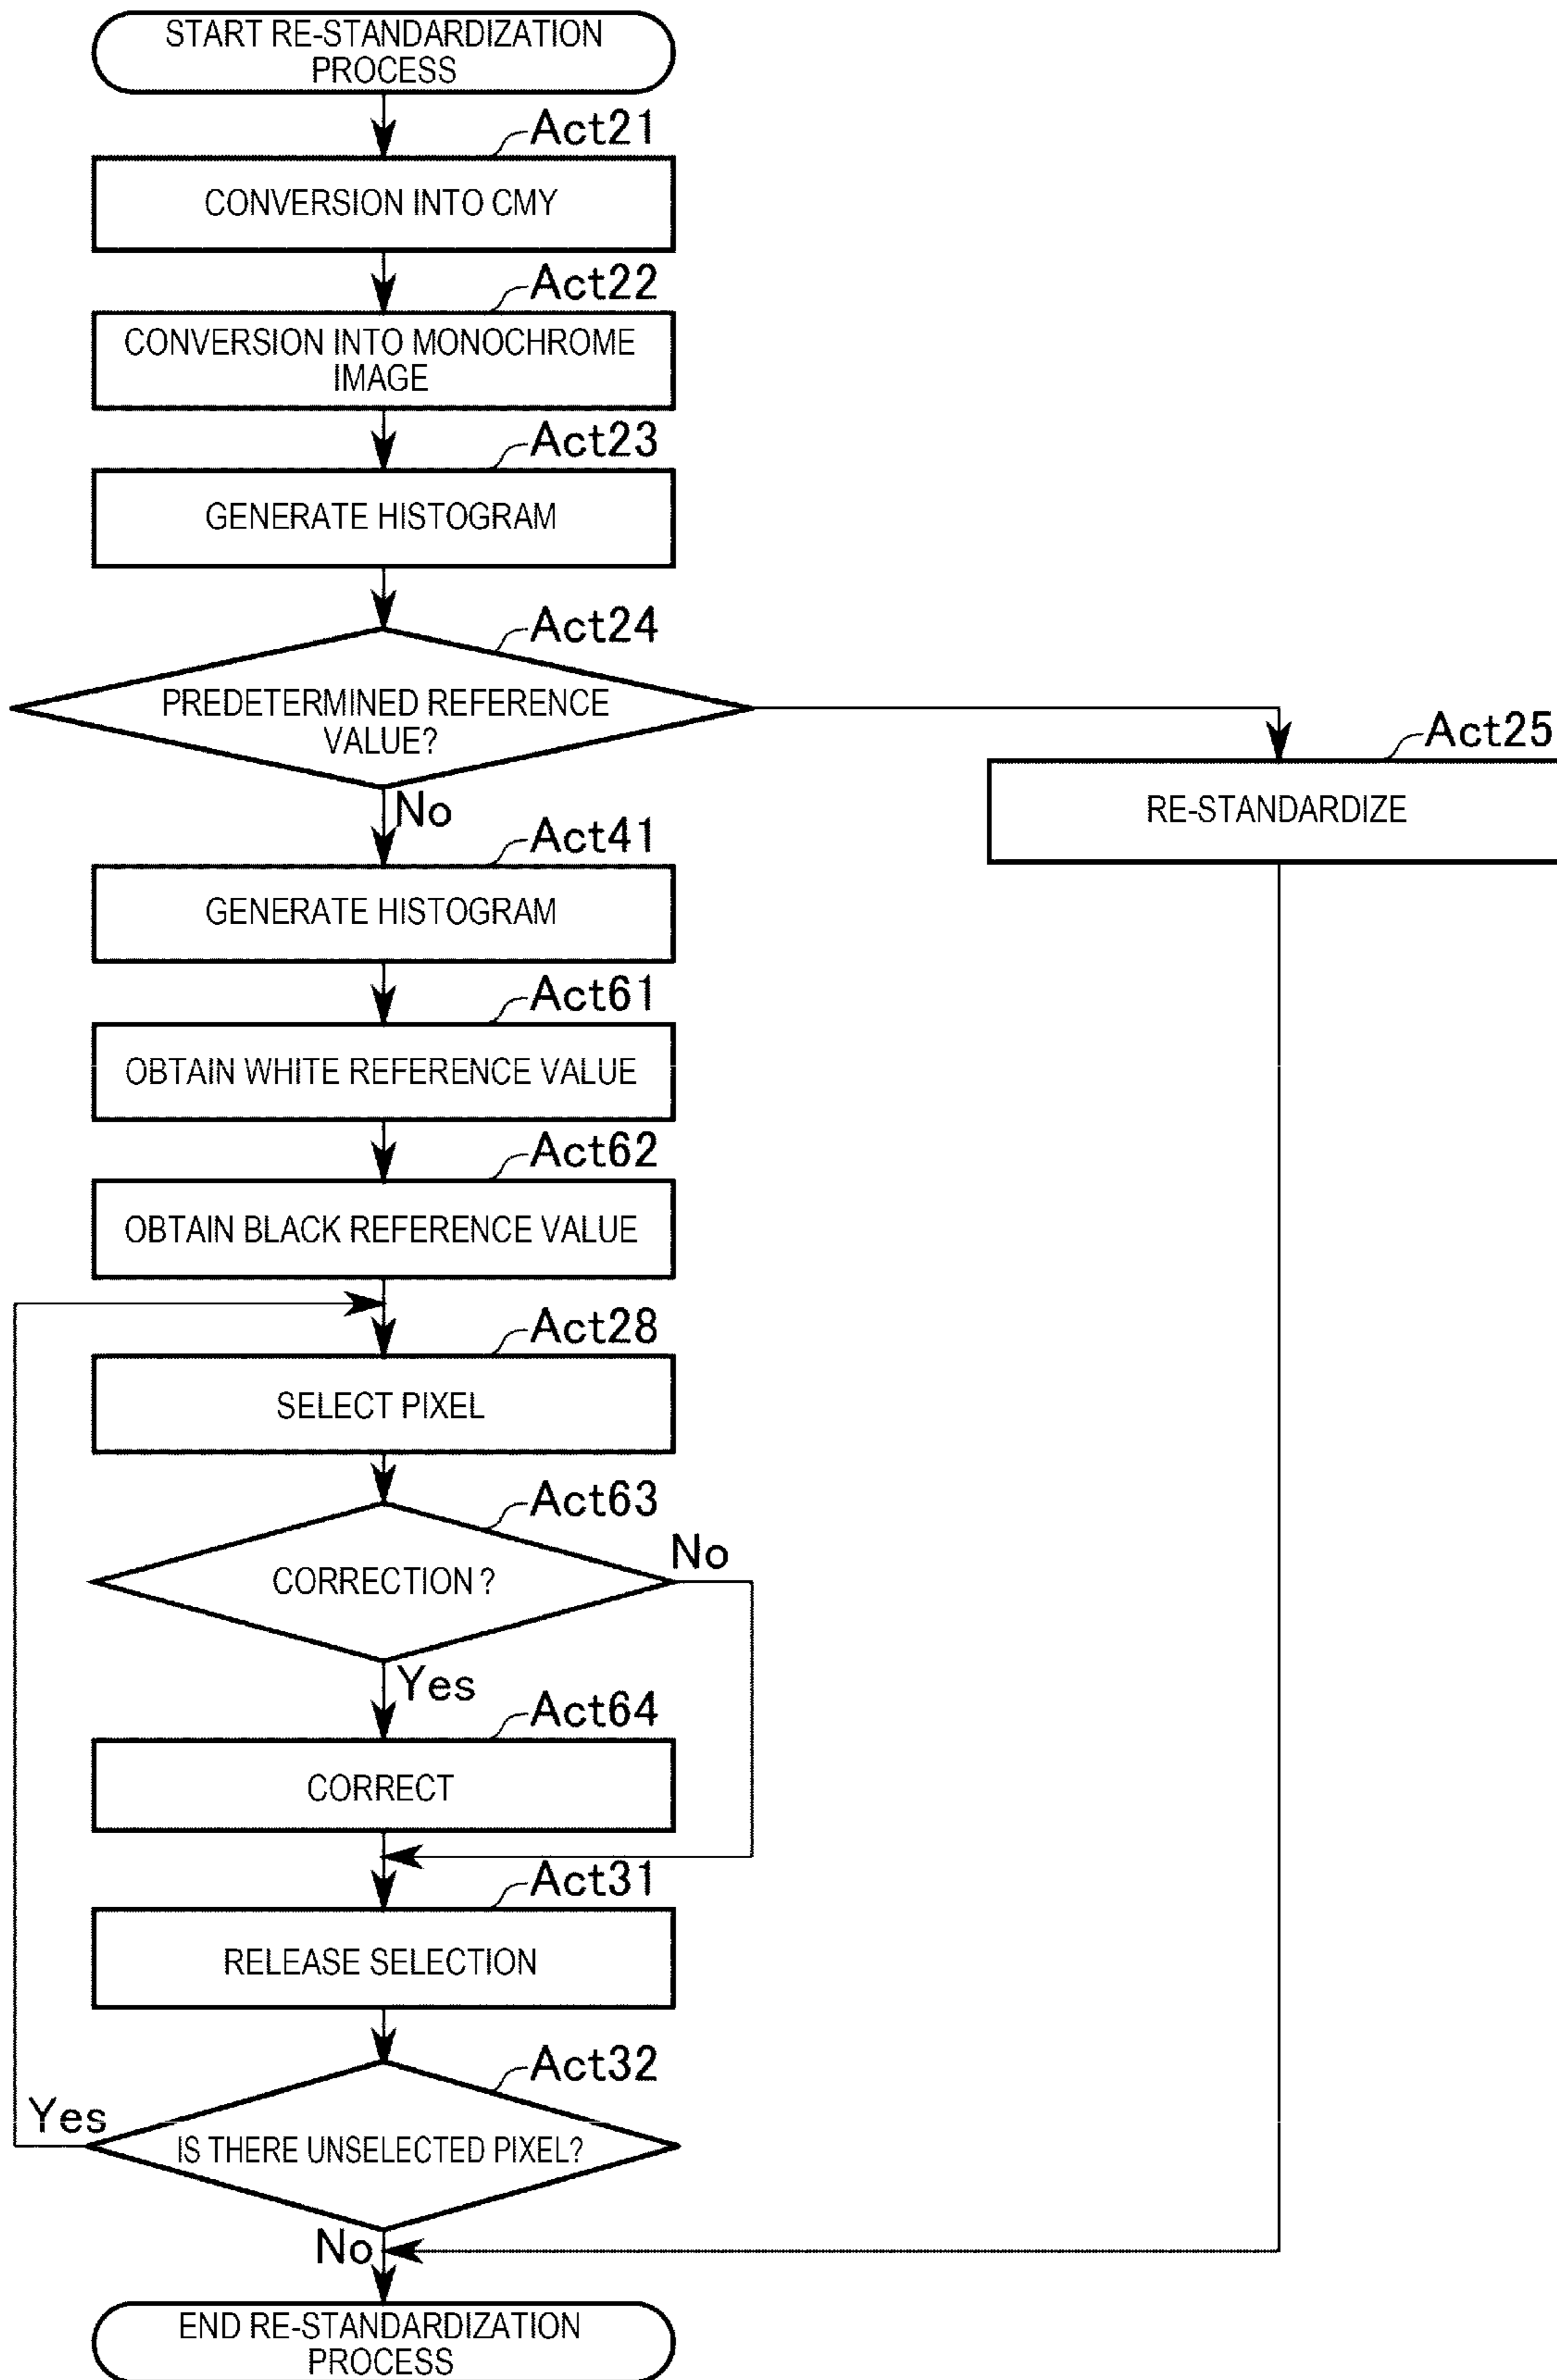 START RE-STANDARDIZATION
PROCESS
Act21
CONVERSION INTO CMY
Act22
CONVERSION INTO MONOCHROME
IMAGE
Act23
GENERATE HISTOGRAM
Act24
PREDETERMINED REFERENCE
VALUE?
Act25
RE-STANDARDIZE
No
Act41
GENERATE HISTOGRAM
Act61
OBTAIN WHITE REFERENCE VALUE
Act62
OBTAIN BLACK REFERENCE VALUE
Act28
SELECT PIXEL
Act63
No
CORRECTION ?
Yes
Act64
CORRECT
Act31
RELEASE SELECTION
Act32
Yes
IS THERE UNSELECTED PIXEL?
No
END RE-STANDARDIZATION
PROCESS